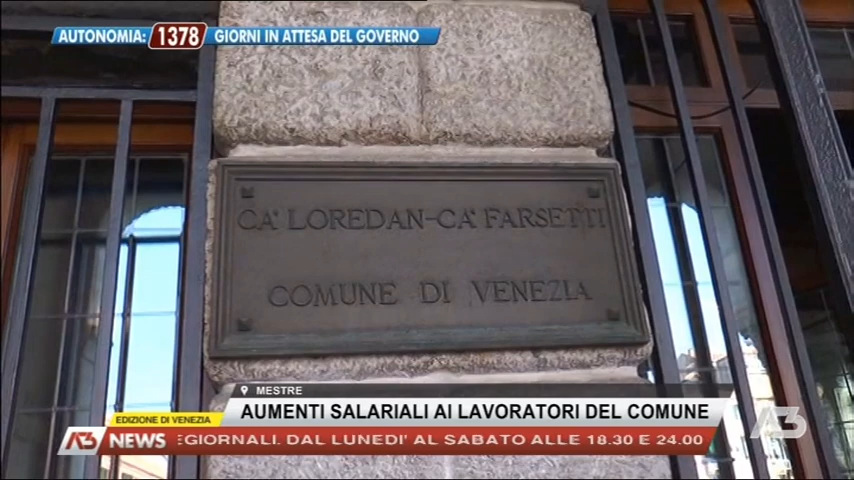 AUTONOMIA: 1378 GIORNI IN ATTESA DEL GOVERNO
CA' LOREDAN-CA' FARSETTI
COMUNE DI VENEZIA
MESTRE
EDIZIONE DI VENEZIA
AUMENTI SALARIALI AI LAVORATORI DEL COMUNE
A3 NEWS EGIORNALI. DAL LUNEDI' AL SABATO ALLE 18.30 E 24.00
A3